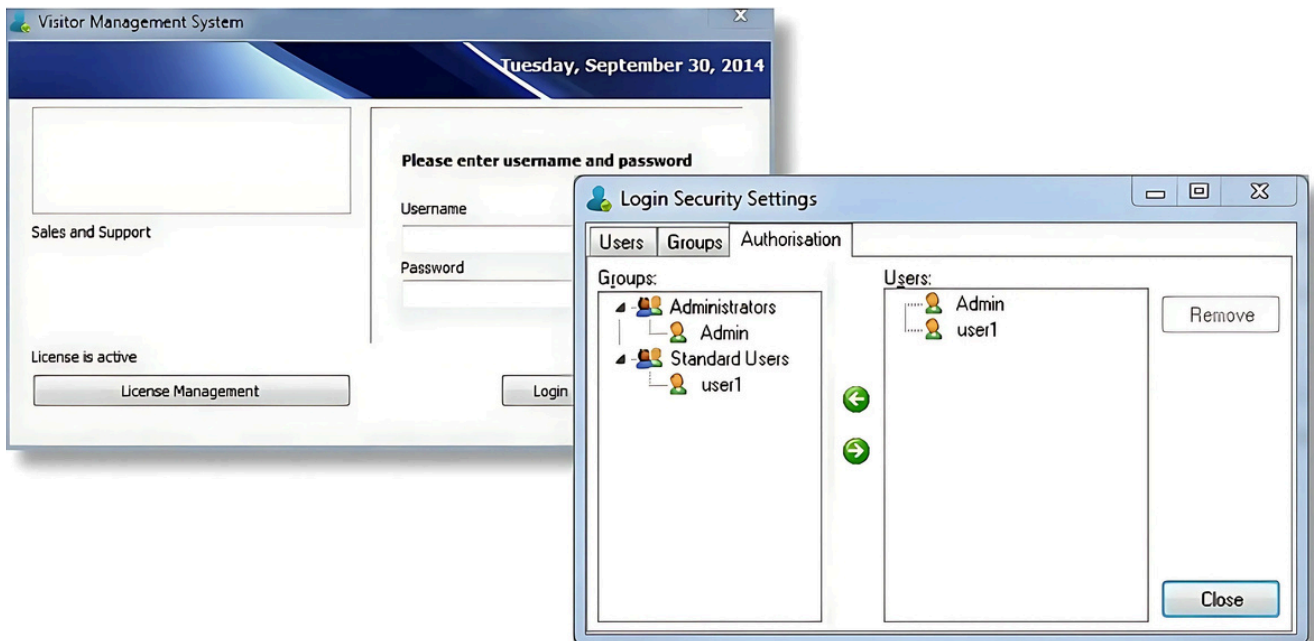 Visitor Management System
Tuesday, September 30, 2014
Please enter username and password
Username
Sales and Support
Password
License is active
License Management
Login
Login Security Settings
Users Groups Authorisation
Groups:
Administrators
Admin
Standard Users
user1
Users:
Admin
user1
Remove
Close